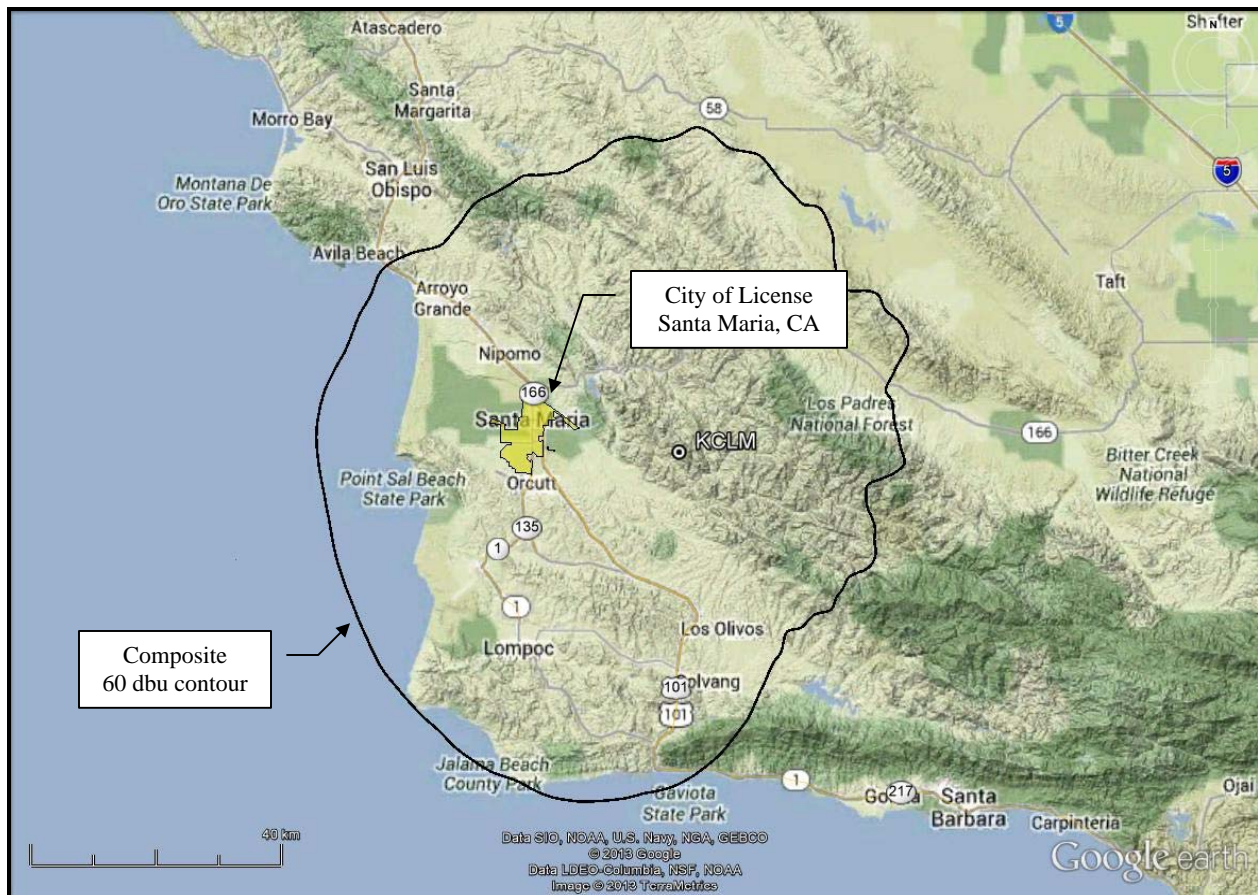 Atascadero
5
Shafter
N
Santa
Margarita
58
Morro Bay
San Luis
Obispo
5
Montana De
Oro State Park
Avila Beach
Taft
Arroyo
Grande
City of License
Santa Maria, CA
Nipomo
166
Santa Maria
Los Padres
National Forest
166
KCLM
Bitter Creek
National
Wildlife Refuge
Point Sal Beach
State Park
Orcutt
135
1
1
Los Olivos
Composite
60 dbu contour
Lompoc
101
Solvang
101
Jalama Beach
County Park
Gaviota
State Park
1
217
Santa
Barbara
Ojai
Carpinteria
40 km
Data SIO, NOAA, U.S. Navy, NGA, GEBCO
© 2013 Google
Data LDEO-Columbia, NSF, NOAA
Image © 2013 TerraMetrics
Google earth